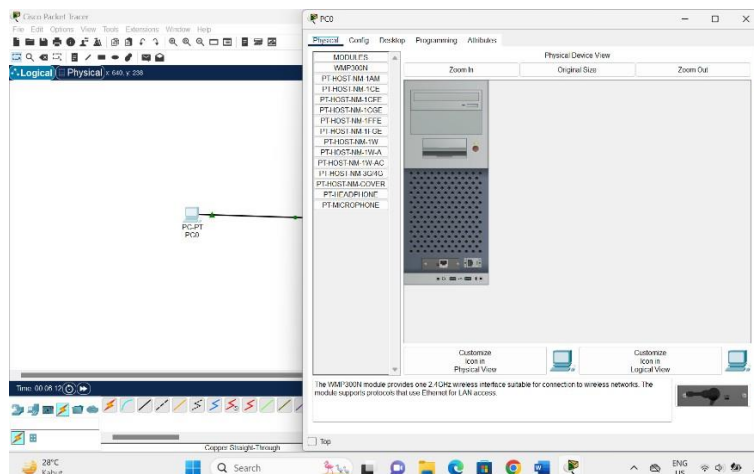 Cisco Packet Tracer
File Edit Options View Tools Extensions Window Help
Logical Physical x: 640, y: 238
PC-PT
PC0
Time: 00:08:12
Copper Straight-Through
PC0
Physical Config Desktop Programming Attributes
MODULES
WMP300N
PT-HOST-NM-1AM
PT-HOST-NM-1CE
PT-HOST-NM-1CFE
PT-HOST-NM-1CGE
PT-HOST-NM-1FFE
PT-HOST-NM-1FGE
PT-HOST-NM-1W
PT-HOST-NM-1W-A
PT-HOST-NM-1W-AC
PT-HOST-NM-3G/4G
PT-HOST-NM-COVER
PT-HEADPHONE
PT-MICROPHONE
Physical Device View
Zoom In Original Size Zoom Out
Customize
Icon in
Physical View
Customize
Icon in
Logical View
The WMP300N module provides one 2.4GHz wireless interface suitable for connection to wireless networks. The
module supports protocols that use Ethernet for LAN access.
Top
28°C
Kabut
Search
ENG
US